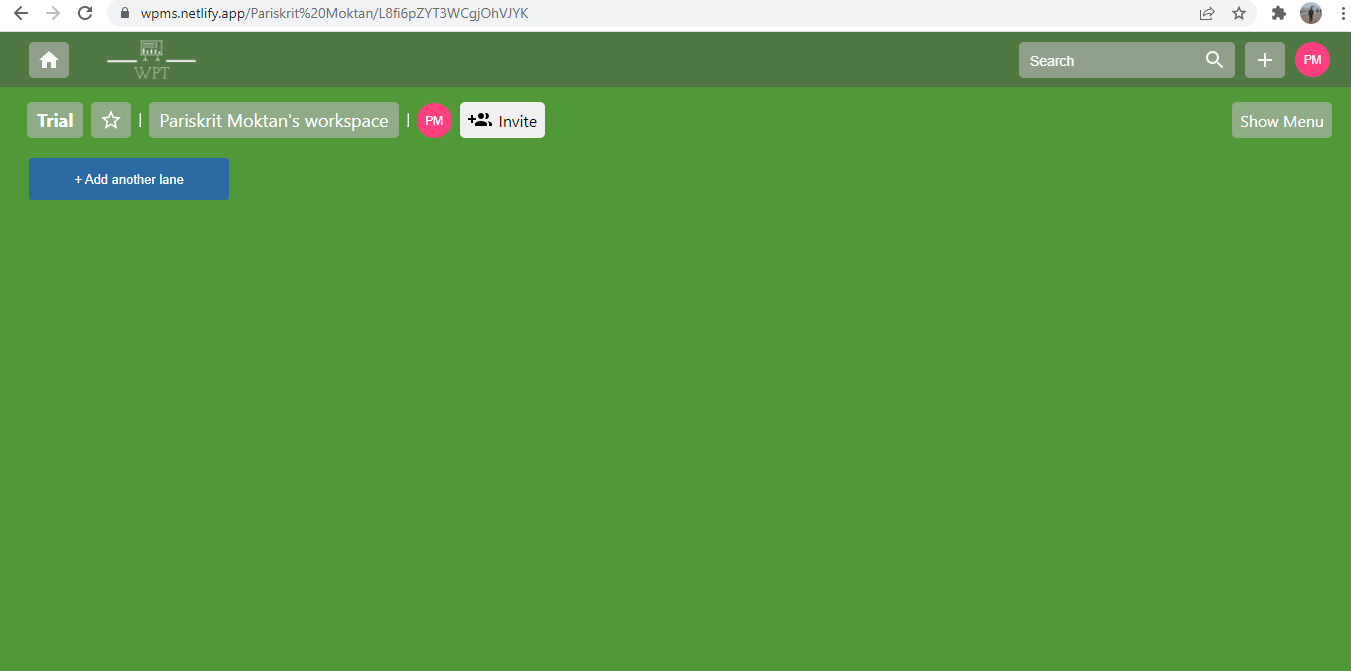 wpms.netlify.app/Pariskrit%20Moktan/L8fi6pZYT3WCgjOhVJYK
WPT
Search
PM
Trial | Pariskrit Moktan's workspace | PM Invite Show Menu
+ Add another lane